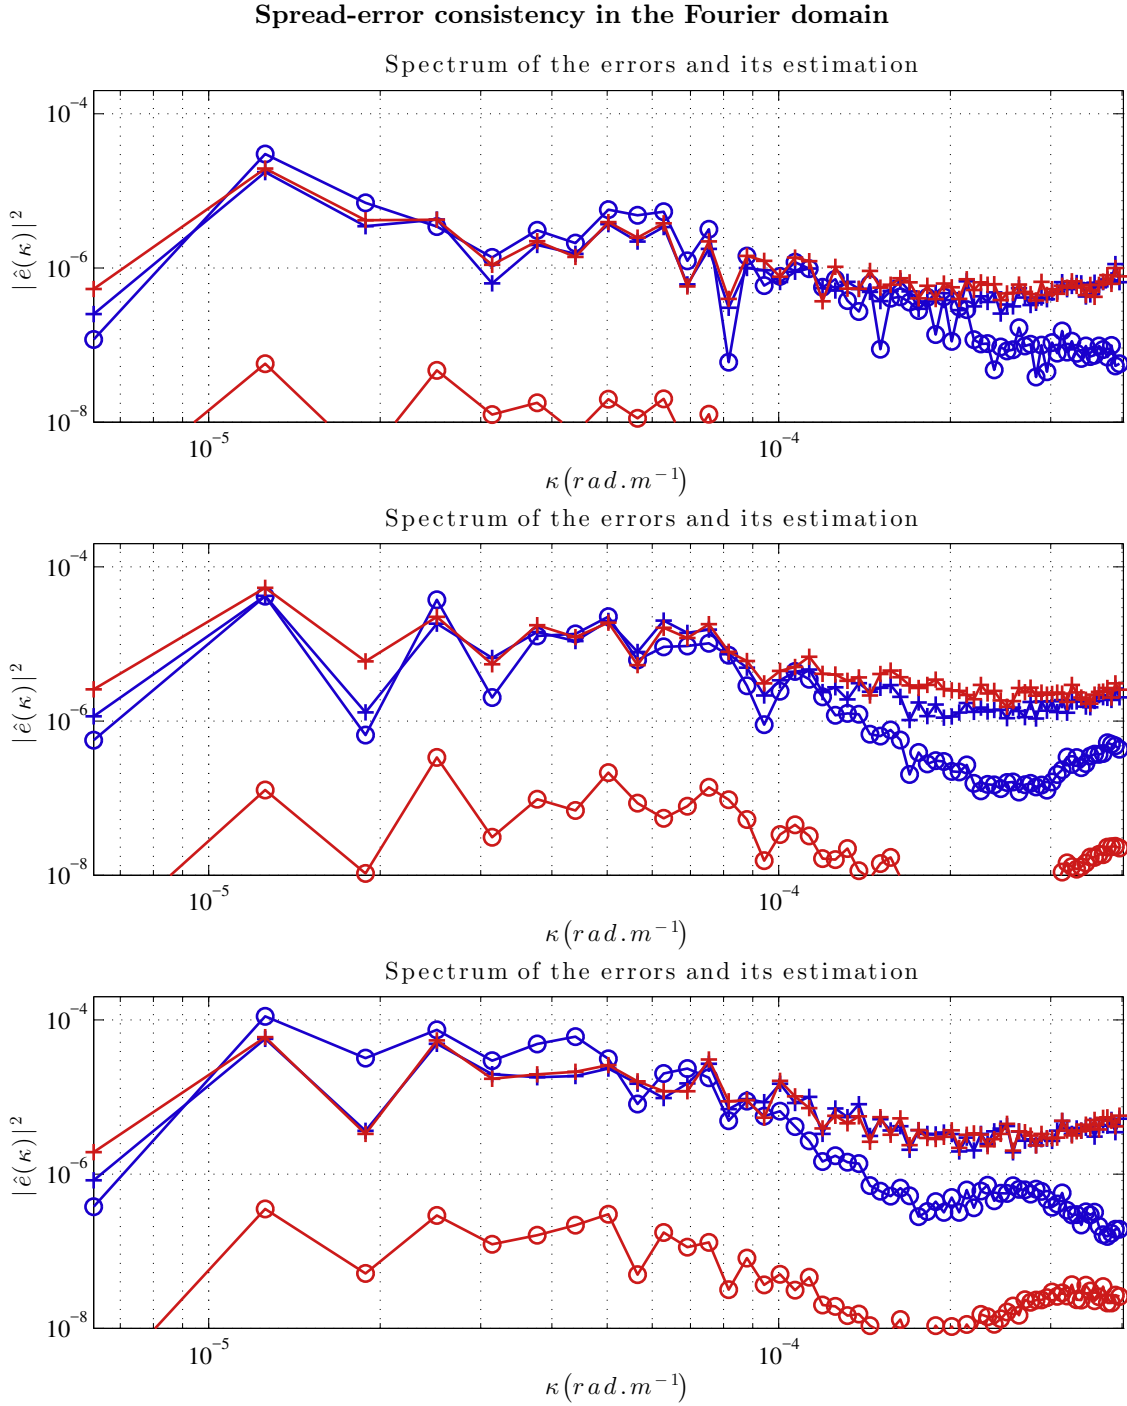 Spread-error consistency in the Fourier domain
Spectrum of the errors and its estimation
10⁻⁴
10⁻⁶
10⁻⁸
|ê(κ)|²
10⁻⁵ 10⁻⁴
κ(rad.m⁻¹)
Spectrum of the errors and its estimation
10⁻⁴
10⁻⁶
10⁻⁸
|ê(κ)|²
10⁻⁵ 10⁻⁴
κ(rad.m⁻¹)
Spectrum of the errors and its estimation
10⁻⁴
10⁻⁶
10⁻⁸
|ê(κ)|²
10⁻⁵ 10⁻⁴
κ(rad.m⁻¹)